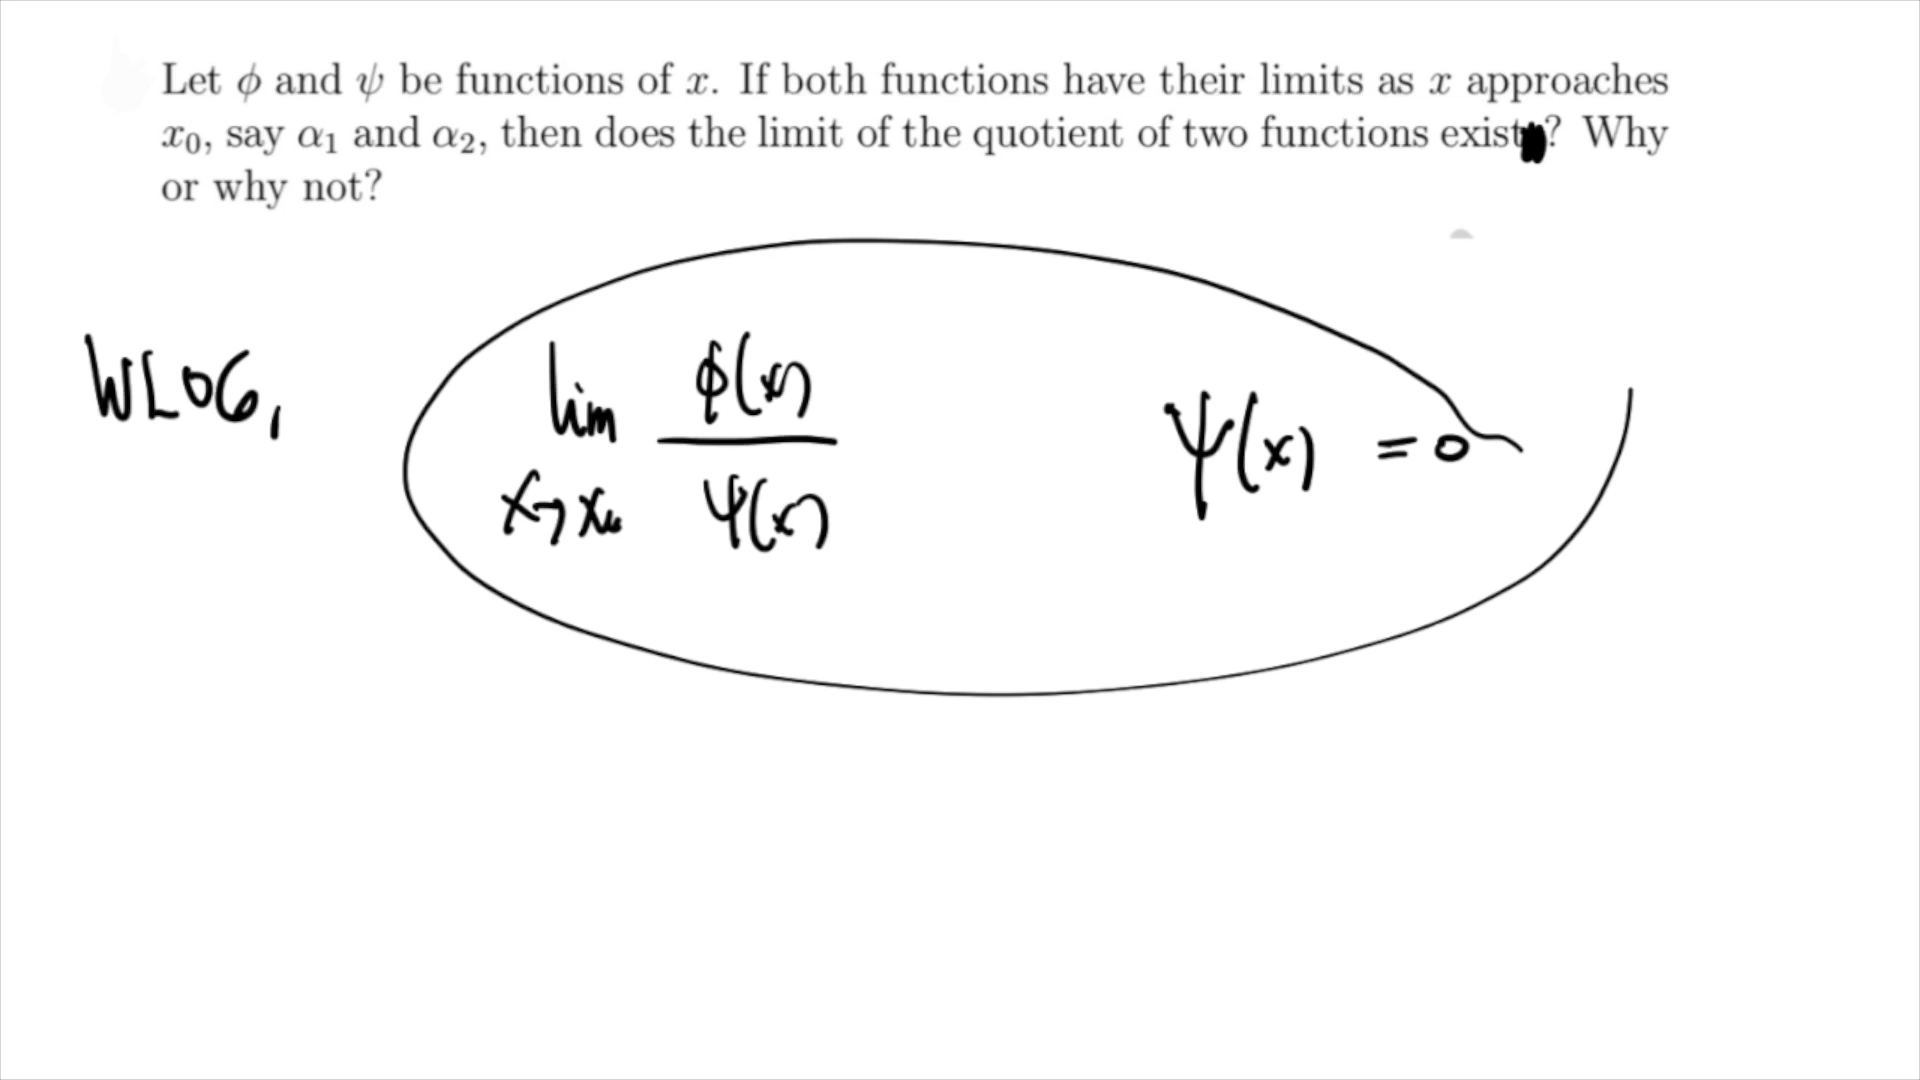 Let ϕ and ψ be functions of x. If both functions have their limits as x approaches
x₀, say α₁ and α₂, then does the limit of the quotient of two functions exist? Why
or why not?
WLOG,
lim ϕ(x)
x→x₀ ψ(x)
ψ(x) = 0